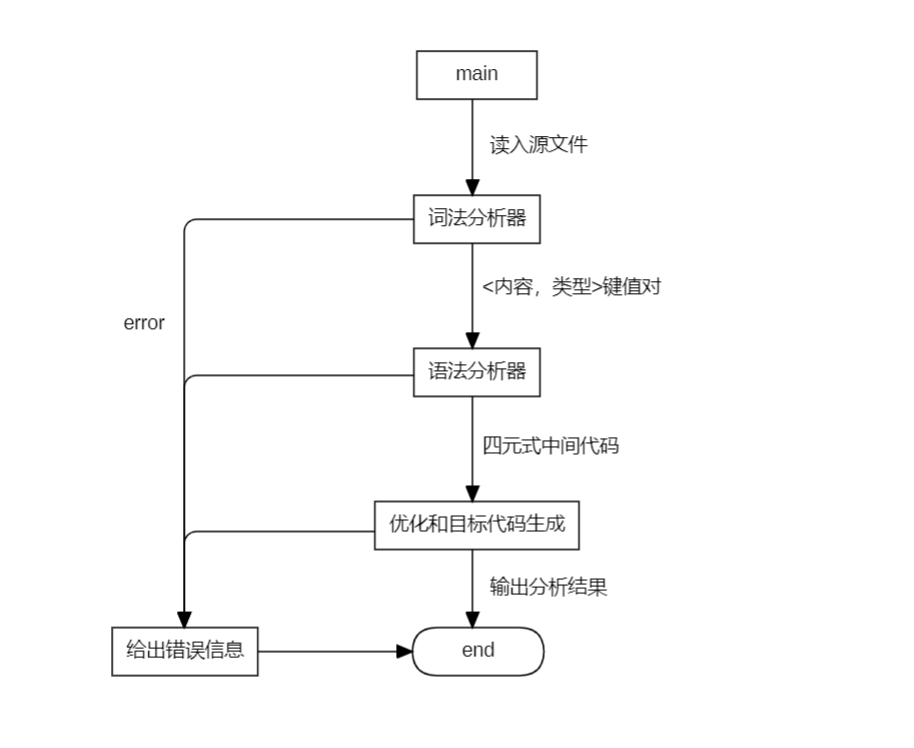 main
读入源文件
词法分析器
<内容，类型>键值对
error
语法分析器
四元式中间代码
优化和目标代码生成
输出分析结果
给出错误信息
end